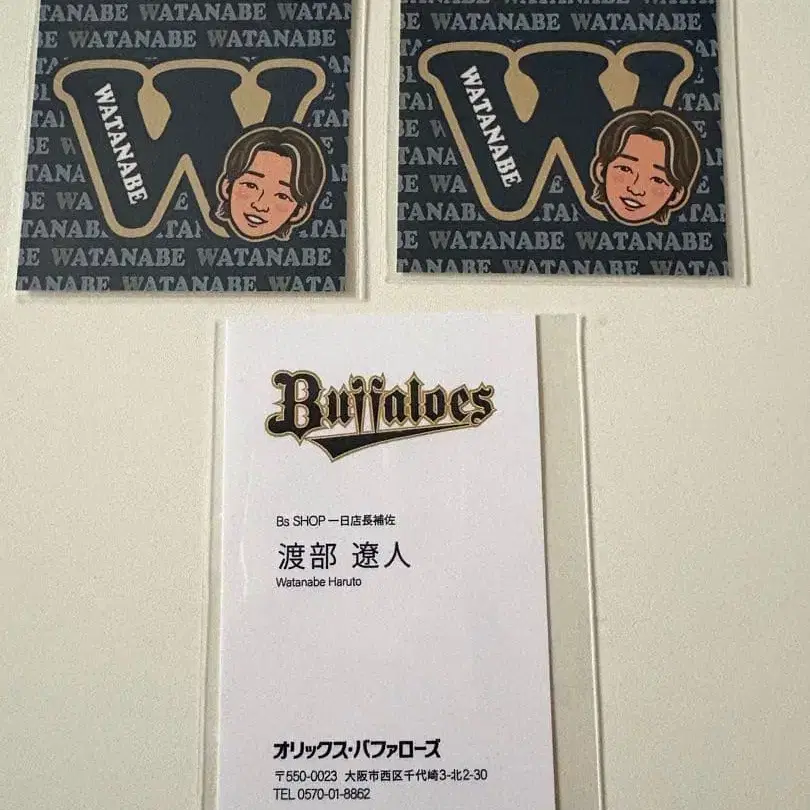 TANABE WATANABE
WATANABE WATANABE
W
WATANABE
WATANABE WATANABE
WATANABE WATANABE
WATANABE WATANABE WATANABE
W
WATANABE
BE WATANABE WATANABE
TANABE WATANABE WATANABE
Buffaloes
Bs SHOP 一日店長補佐
渡部 遼人
Watanabe Haruto
オリックス・バファローズ
〒550-0023 大阪市西区千代崎3-北2-30
TEL 0570-01-8862